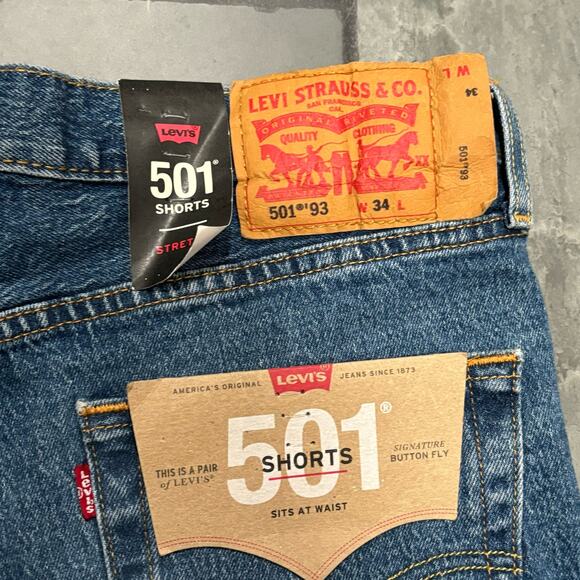 LEVI'S
501®
SHORTS
STRET
LEVI STRAUSS & CO.
SAN FRANCISCO
CAL.
ORIGINAL RIVETED
QUALITY CLOTHING
XX
501®'93 W 34 L
W L
34
501®'93
AMERICA'S ORIGINAL LEVI'S® JEANS SINCE 1873
501®
SHORTS
THIS IS A PAIR
of LEVI'S®
SIGNATURE
BUTTON FLY
SITS AT WAIST
LEVI'S